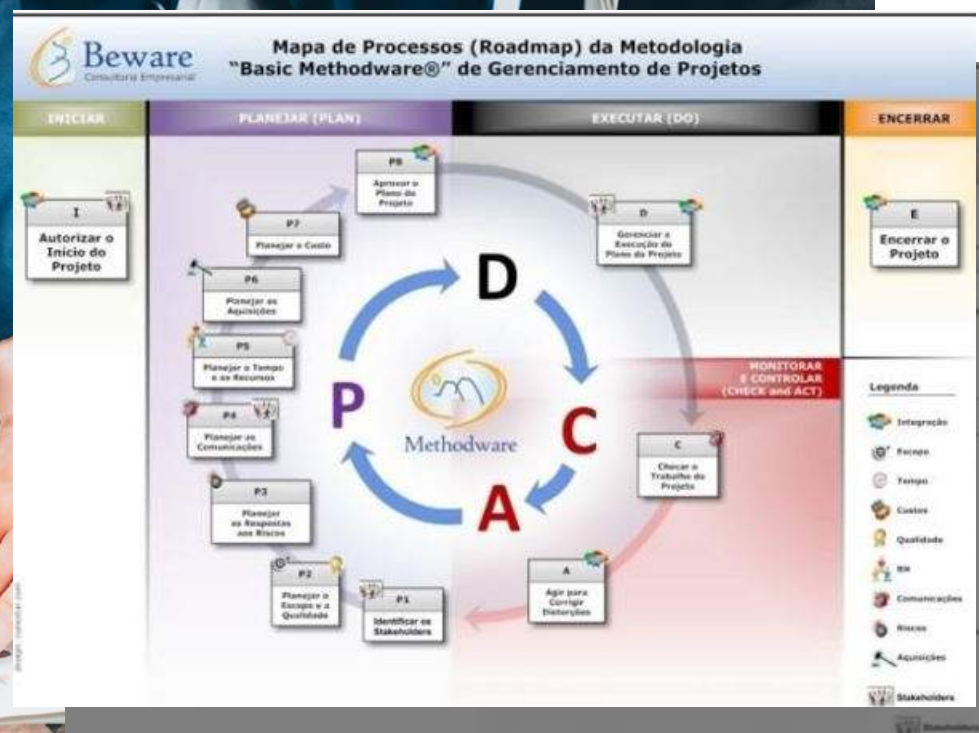 Beware
Consultoria Empresarial
Mapa de Processos (Roadmap) da Metodologia
“Basic Methodware®” de Gerenciamento de Projetos
INICIAR
PLANEJAR (PLAN)
EXECUTAR (DO)
ENCERRAR
I
Autorizar o
Início do
Projeto
P8
Aprovar o
Plano do
Projeto
P7
Planejar o Custo
P6
Planejar as
Aquisições
P5
Planejar o Tempo
e os Recursos
P4
Planejar as
Comunicações
P3
Planejar
as Respostas
aos Riscos
P2
Planejar o
Escopo e a
Qualidade
P1
Identificar os
Stakeholders
D
Gerenciar a
Execução do
Plano do Projeto
E
Encerrar o
Projeto
D
P
C
A
Methodware
MONITORAR
E CONTROLAR
(CHECK and ACT)
C
Checar o
Trabalho do
Projeto
A
Agir para
Corrigir
Distorções
Legenda
Integração
Escopo
Tempo
Custos
Qualidade
RH
Comunicações
Riscos
Aquisições
Stakeholders
Stakeholders